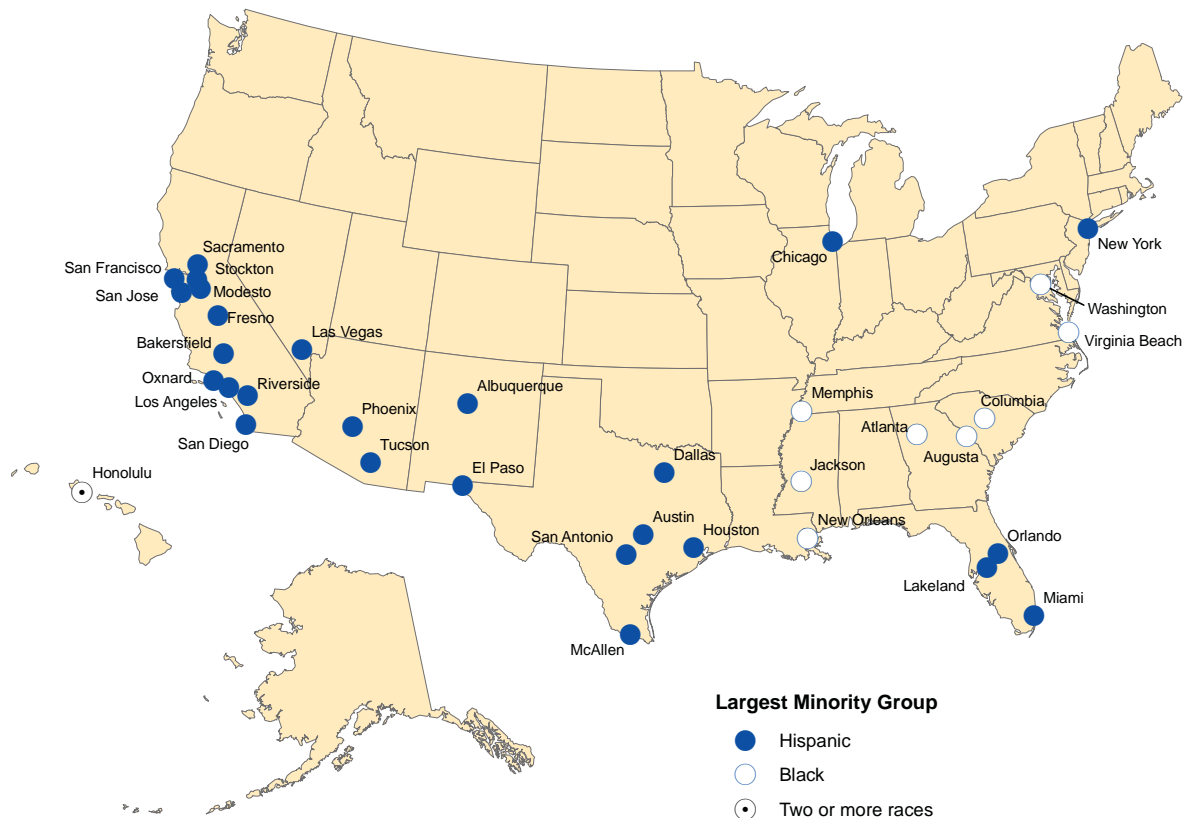 Sacramento
San Francisco
Stockton
San Jose
Modesto
Fresno
Bakersfield
Las Vegas
Oxnard
Riverside
Los Angeles
San Diego
Phoenix
Tucson
Albuquerque
El Paso
Honolulu
Dallas
Austin
San Antonio
Houston
McAllen
Chicago
New York
Washington
Virginia Beach
Memphis
Columbia
Atlanta
Augusta
Jackson
New Orleans
Orlando
Lakeland
Miami
Largest Minority Group
Hispanic
Black
Two or more races